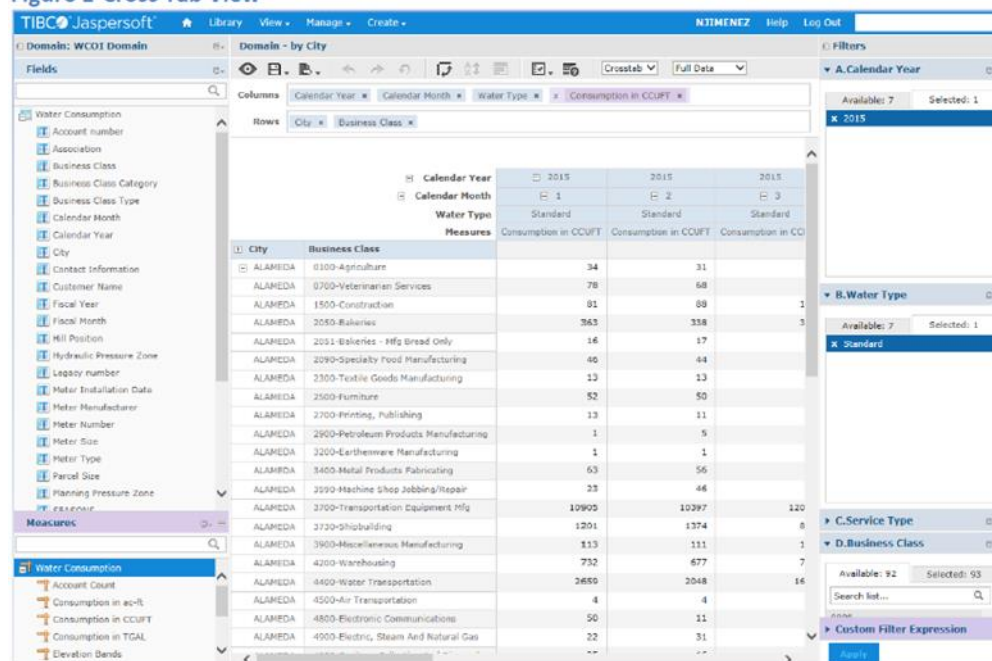 TIBCO Jaspersoft Library View Manage Create NJIMENEZ Help Log Out
Domain: WCO1 Domain
Fields
Water Consumption
Account number
Association
Business Class
Business Class Category
Business Class Type
Calendar Month
Calendar Year
City
Contact Information
Customer Name
Fiscal Year
Fiscal Month
Hill Position
Hydraulic Pressure Zone
Legacy number
Meter Installation Date
Meter Manufacturer
Meter Number
Meter Size
Meter Type
Parcel Size
Planning Pressure Zone
Measures
Water Consumption
Account Count
Consumption in ac-ft
Consumption in CCUFT
Consumption in TGAL
Elevation Bands
Domain - by City
Crosstab Full Data
Columns Calendar Year x Calendar Month x Water Type x x Consumption in CCUFT x
Rows City x Business Class x
Calendar Year 2015 2015 2015
Calendar Month 1 2 3
Water Type Standard Standard Standard
Measures Consumption in CCUFT Consumption in CCUFT Consumption in CC
City Business Class
ALAMEDA 0100-Agriculture 34 31
ALAMEDA 0700-Veterinarian Services 78 68
ALAMEDA 1500-Construction 81 88 1
ALAMEDA 2050-Bakeries 363 338 3
ALAMEDA 2051-Bakeries - Mfg Bread Only 16 17
ALAMEDA 2090-Specialty Food Manufacturing 46 44
ALAMEDA 2300-Textile Goods Manufacturing 13 13
ALAMEDA 2500-Furniture 52 50
ALAMEDA 2700-Printing, Publishing 13 11
ALAMEDA 2900-Petroleum Products Manufacturing 1 5
ALAMEDA 3200-Earthenware Manufacturing 1 1
ALAMEDA 3400-Metal Products Fabricating 63 56
ALAMEDA 3590-Machine Shop Jobbing/Repair 23 46
ALAMEDA 3700-Transportation Equipment Mfg 10905 10397 120
ALAMEDA 3730-Shipbuilding 1201 1374 8
ALAMEDA 3900-Miscellaneous Manufacturing 113 111 1
ALAMEDA 4200-Warehousing 732 677 7
ALAMEDA 4400-Water Transportation 2659 2048 16
ALAMEDA 4500-Air Transportation 4 4
ALAMEDA 4800-Electronic Communications 50 11
ALAMEDA 4900-Electric, Steam And Natural Gas 22 31
Filters
A.Calendar Year
Available: 7 Selected: 1
x 2015
B.Water Type
Available: 7 Selected: 1
x Standard
C.Service Type
D.Business Class
Available: 92 Selected: 93
Search list...
Custom Filter Expression
Apply